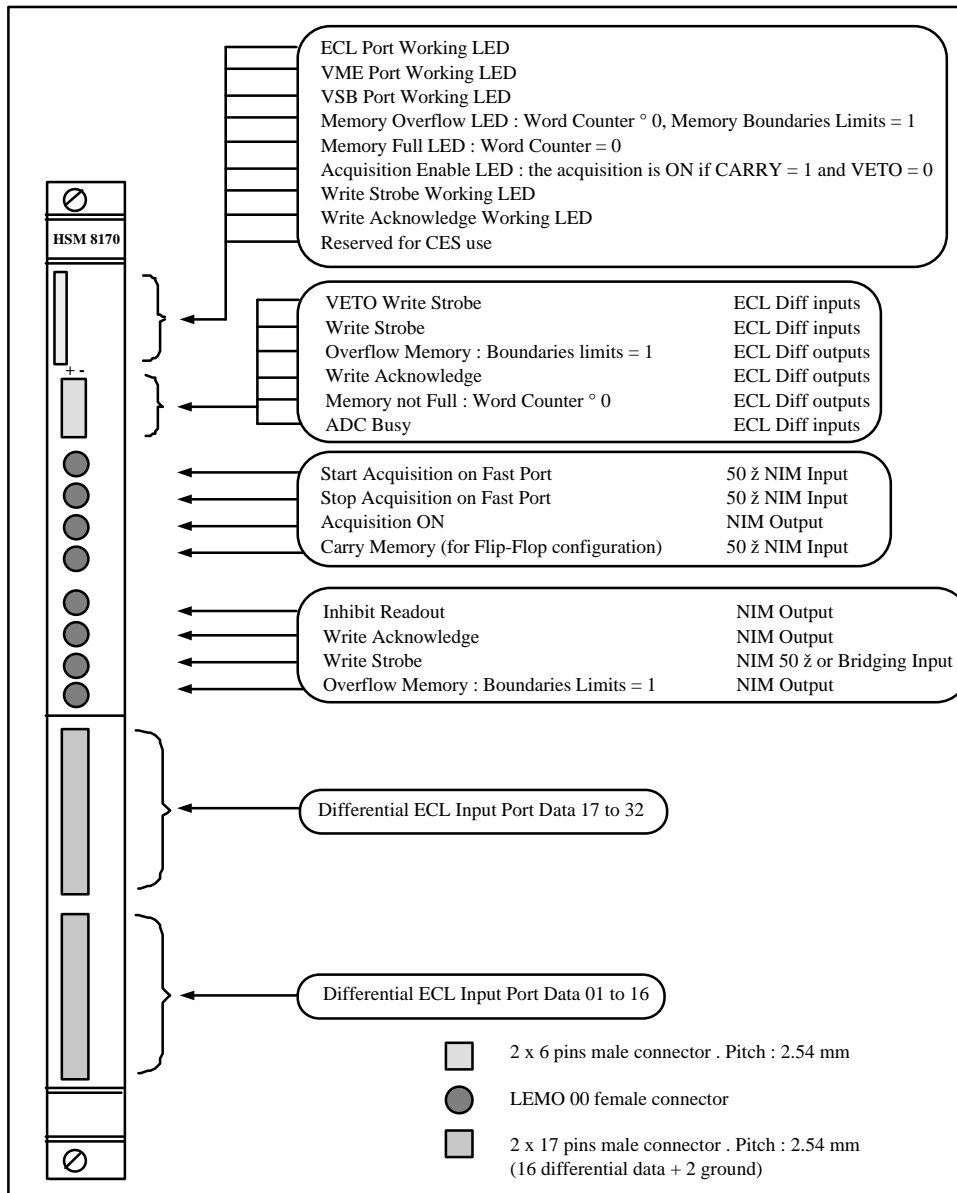 ECL Port Working LED
VME Port Working LED
VSB Port Working LED
Memory Overflow LED : Word Counter ° 0, Memory Boundaries Limits = 1
Memory Full LED : Word Counter = 0
Acquisition Enable LED : the acquisition is ON if CARRY = 1 and VETO = 0
Write Strobe Working LED
Write Acknowledge Working LED
Reserved for CES use
HSM 8170
VETO Write Strobe ECL Diff inputs
Write Strobe ECL Diff inputs
Overflow Memory : Boundaries limits = 1 ECL Diff outputs
Write Acknowledge ECL Diff outputs
Memory not Full : Word Counter ° 0 ECL Diff outputs
ADC Busy ECL Diff inputs
+ -
Start Acquisition on Fast Port 50 ž NIM Input
Stop Acquisition on Fast Port 50 ž NIM Input
Acquisition ON NIM Output
Carry Memory (for Flip-Flop configuration) 50 ž NIM Input
Inhibit Readout NIM Output
Write Acknowledge NIM Output
Write Strobe NIM 50 ž or Bridging Input
Overflow Memory : Boundaries Limits = 1 NIM Output
Differential ECL Input Port Data 17 to 32
Differential ECL Input Port Data 01 to 16
2 x 6 pins male connector . Pitch : 2.54 mm
LEMO 00 female connector
2 x 17 pins male connector . Pitch : 2.54 mm
(16 differential data + 2 ground)